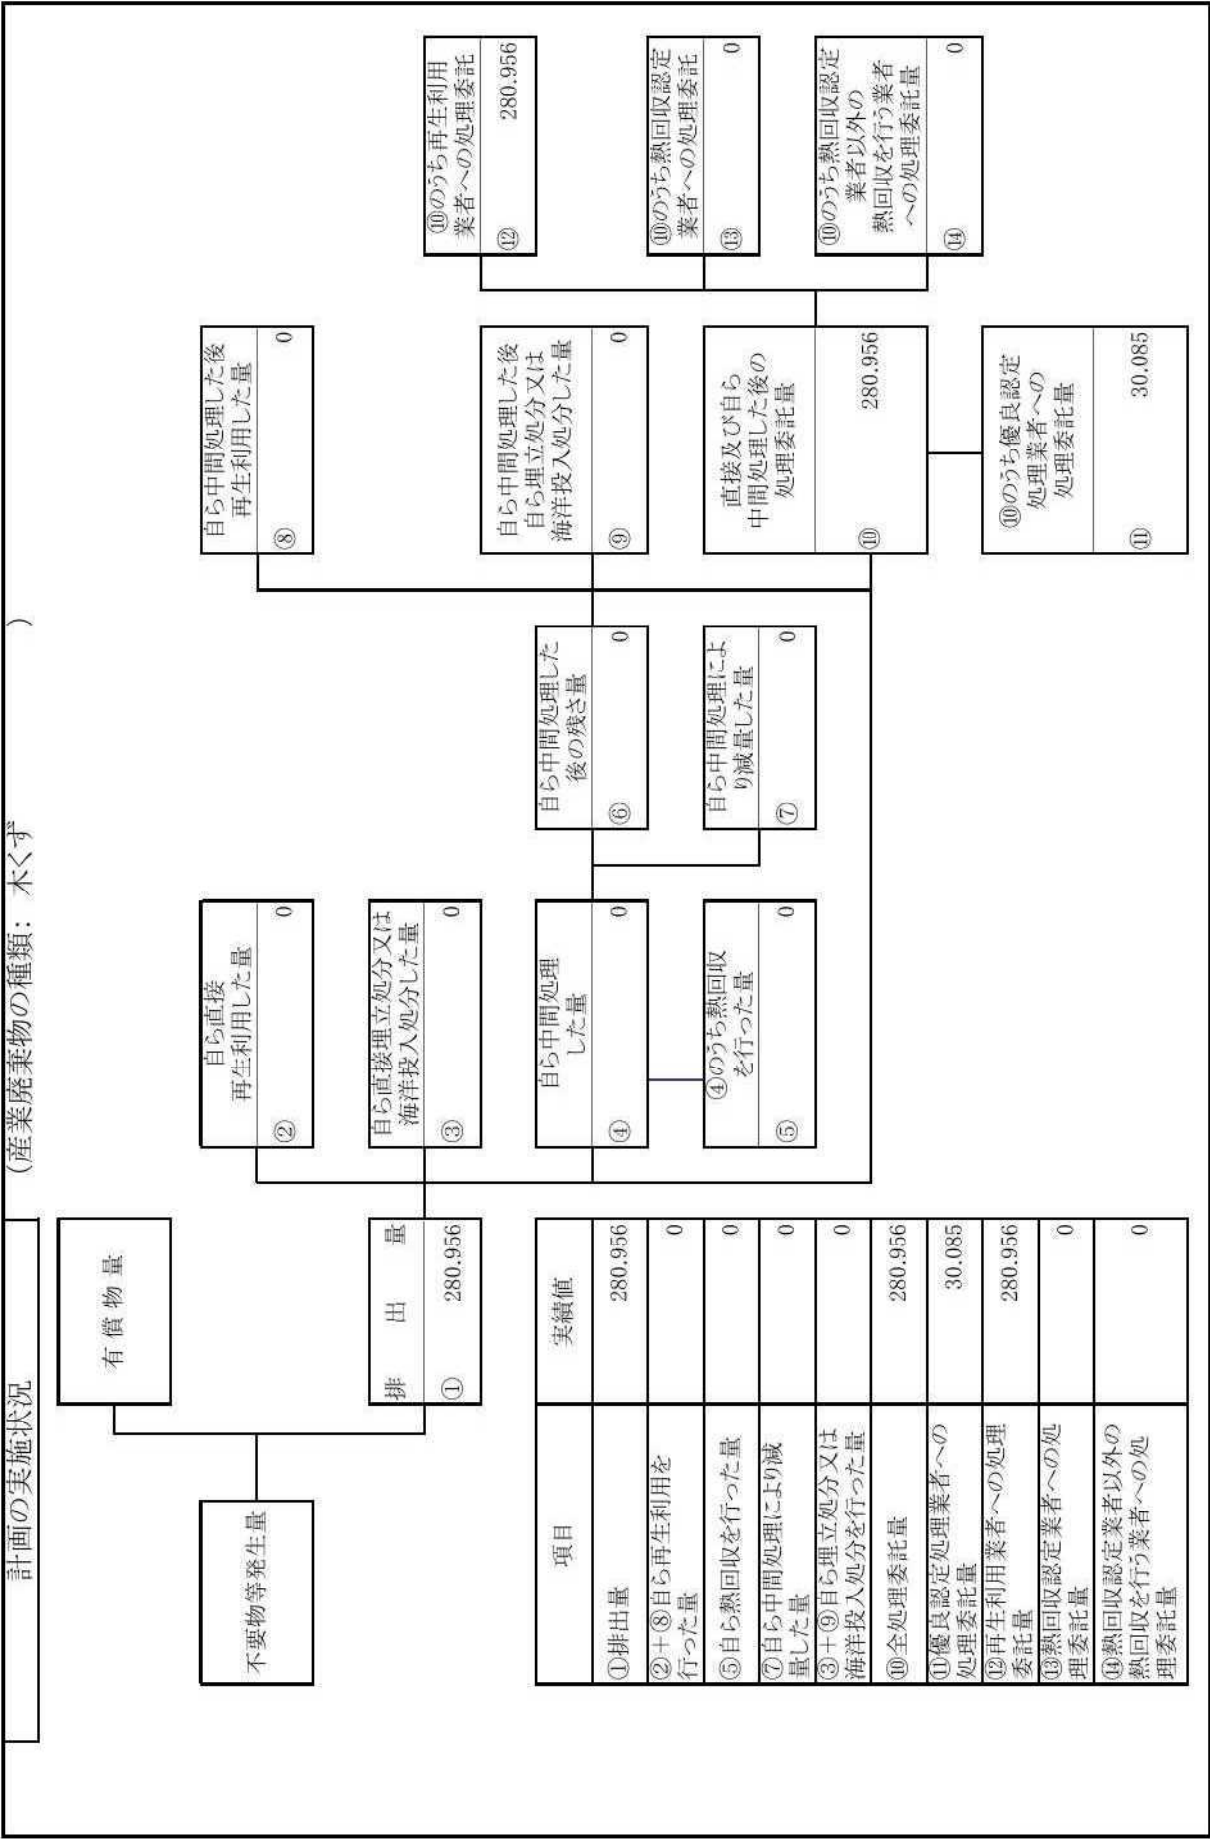 計画の実施状況
（産業廃棄物の種類： 木くず ）
不要物等発生量
有 償 物 量
排 出 量
① 280.956
自ら直接
再生利用した量
② 0
自ら直接埋立処分又は
海洋投入処分した量
③ 0
自ら中間処理
した量
④ 0
④のうち熱回収
を行った量
⑤ 0
自ら中間処理した
後の残さ量
⑥ 0
自ら中間処理によ
り減量した量
⑦ 0
自ら中間処理した後
再生利用した量
⑧ 0
自ら中間処理した後
自ら埋立処分又は
海洋投入処分した量
⑨ 0
直接及び自ら
中間処理した後の
処理委託量
⑩ 280.956
⑩のうち優良認定
処理業者への
処理委託量
⑪ 30.085
⑩のうち再生利用
業者への処理委託
⑫ 280.956
⑩のうち熱回収認定
業者への処理委託
⑬ 0
⑩のうち熱回収認定
業者以外の
熱回収を行う業者
への処理委託量
⑭ 0
項目 実績値
①排出量 280.956
②＋⑧自ら再生利用を
行った量 0
⑤自ら熱回収を行った量 0
⑦自ら中間処理により減
量した量 0
③＋⑨自ら埋立処分又は
海洋投入処分を行った量 0
⑩全処理委託量 280.956
⑪優良認定処理業者への
処理委託量 30.085
⑫再生利用業者への処理
委託量 280.956
⑬熱回収認定業者への処
理委託量 0
⑭熱回収認定業者以外の
熱回収を行う業者への処
理委託量 0